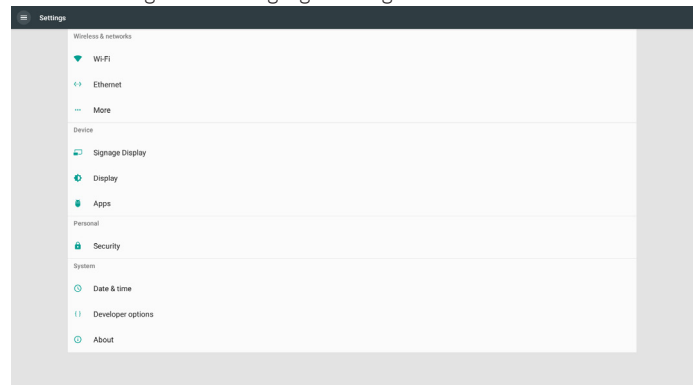 Settings
Wireless & networks
Wi-Fi
Ethernet
More
Device
Signage Display
Display
Apps
Personal
Security
System
Date & time
Developer options
About